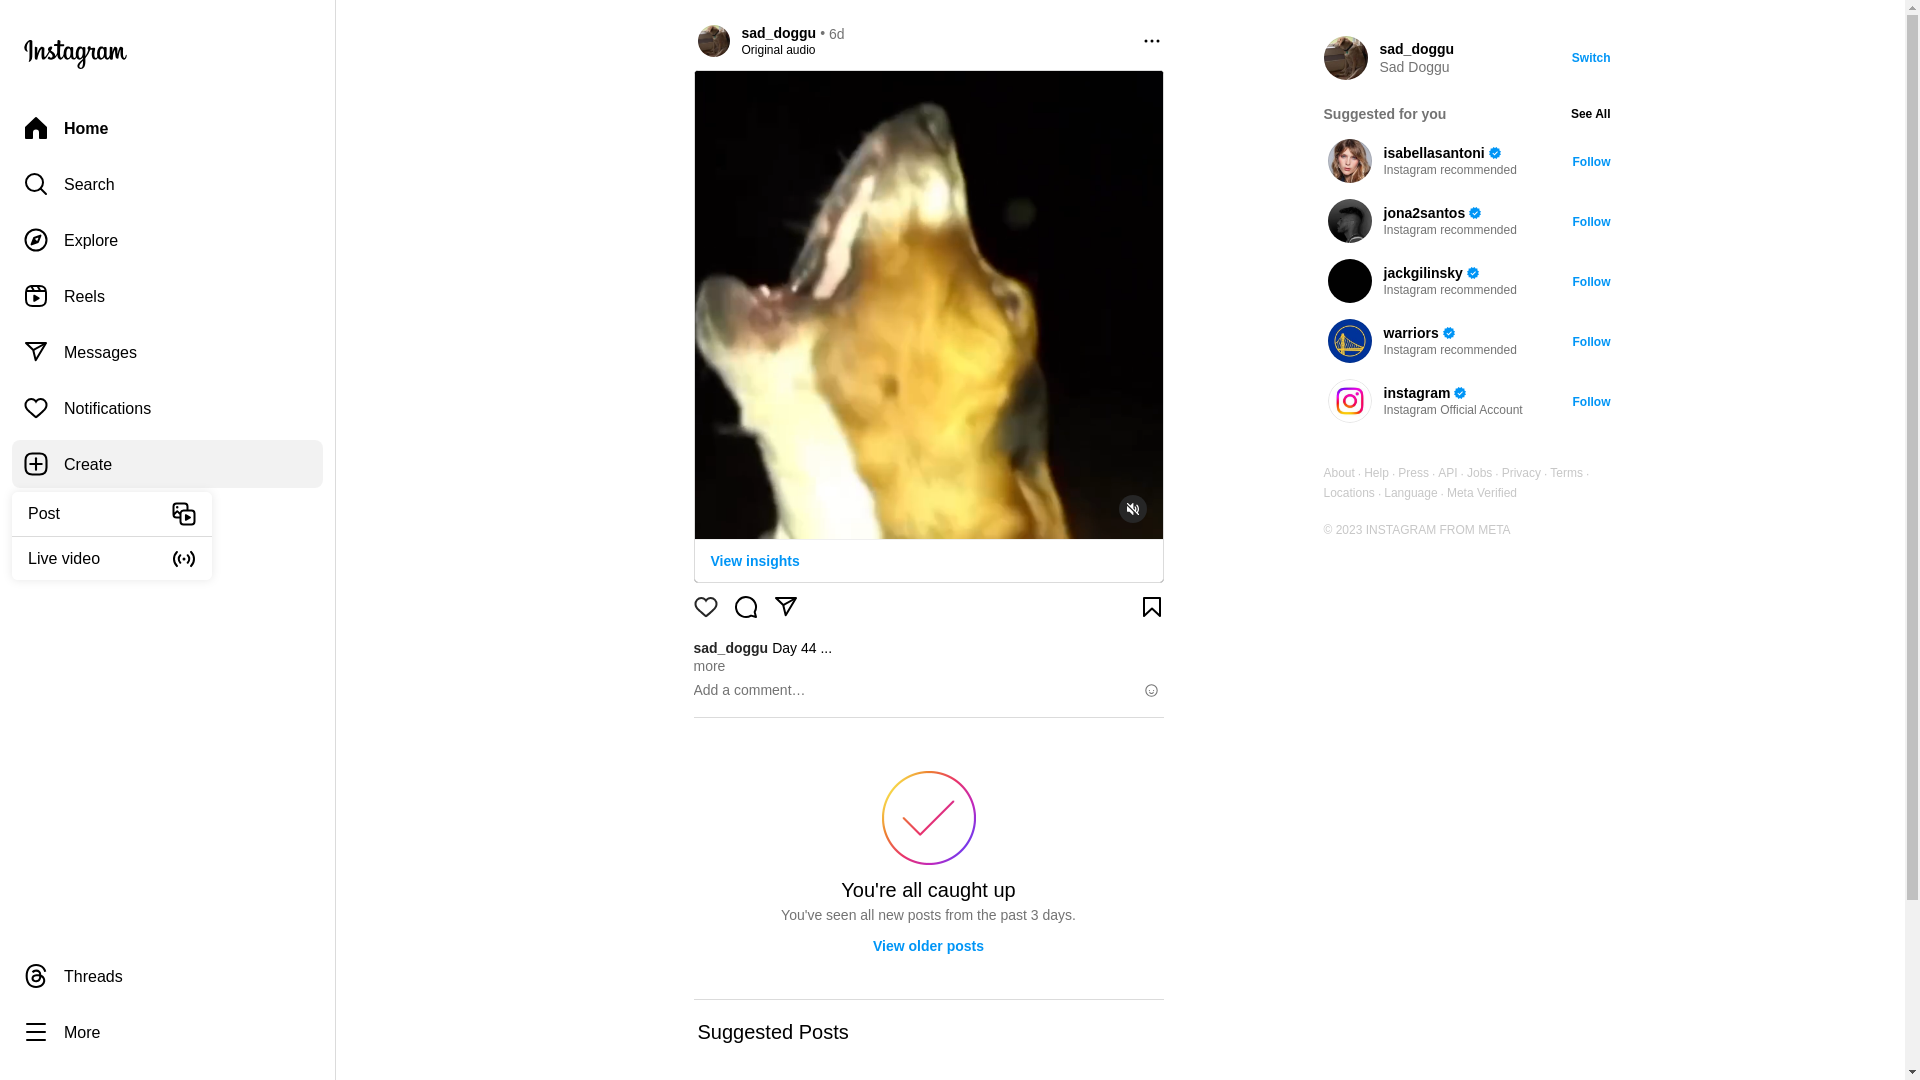 Instagram
Home
Search
Explore
Reels
Messages
Notifications
Create
Post
Live video
Threads
More
sad_doggu • 6d
Original audio
View insights
sad_doggu Day 44 ...
more
Add a comment…
You're all caught up
You've seen all new posts from the past 3 days.
View older posts
Suggested Posts
sad_doggu
Sad Doggu
Switch
Suggested for you
See All
isabellasantoni
Instagram recommended
Follow
jona2santos
Instagram recommended
Follow
jackgilinsky
Instagram recommended
Follow
warriors
Instagram recommended
Follow
instagram
Instagram Official Account
Follow
About · Help · Press · API · Jobs · Privacy · Terms ·
Locations · Language · Meta Verified
© 2023 INSTAGRAM FROM META